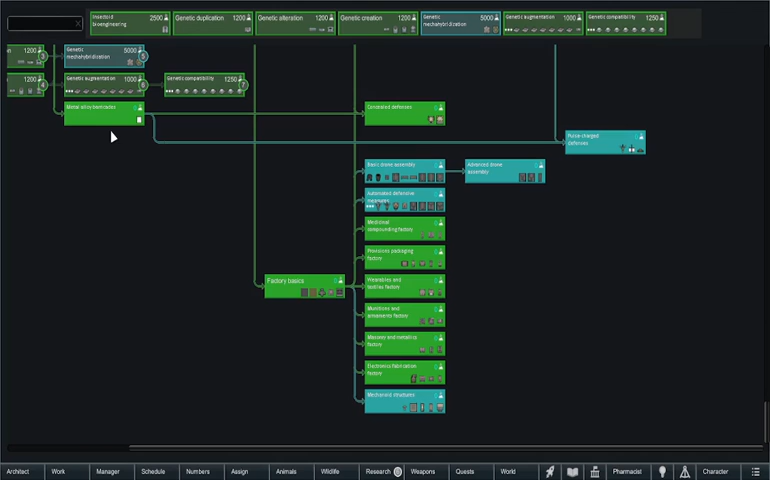 Insectoid 2500
bioengineering
Genetic duplication 1200
Genetic alteration 1200
Genetic creation 1200
Genetic 5000
mechahybridization
Genetic augmentation 1000
Genetic compatibility 1250
1200 3
Genetic 5000 5
mechahybridization
1200 4
Genetic augmentation 1000 6
Genetic compatibility 1250 7
Metal alloy barricades
Concealed defenses
Pulse-charged
defenses
Basic drone assembly
Advanced drone
assembly
Automated defensive
Medicinal
compounding factory
Provisions packaging
factory
Factory basics
Wearables and
textiles factory
Munitions and
armaments factory
Masonry and metallics
factory
Electronics fabrication
factory
Mechanoid structures
Architect Work Manager Schedule Numbers Assign Animals Wildlife Research Weapons Quests World Pharmacist Character